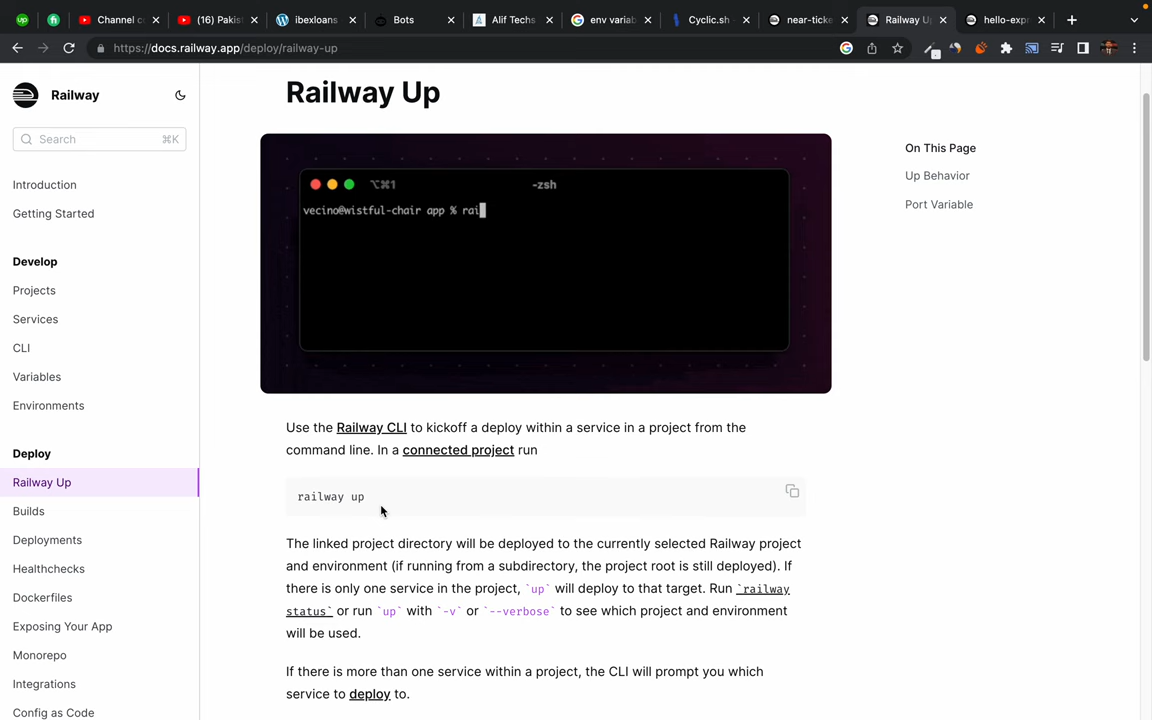 Channel c
(16) Pakis
ibexloans
Bots
Alif Techs
env varia
Cyclic.sh -
near-ticke
Railway U
hello-expr
https://docs.railway.app/deploy/railway-up
Railway
Search ⌘K
Introduction
Getting Started
Develop
Projects
Services
CLI
Variables
Environments
Deploy
Railway Up
Builds
Deployments
Healthchecks
Dockerfiles
Exposing Your App
Monorepo
Integrations
Config as Code
Railway Up
⌥⌘1 -zsh
vecino@wistful-chair app % rai
Use the Railway CLI to kickoff a deploy within a service in a project from the
command line. In a connected project run
railway up
The linked project directory will be deployed to the currently selected Railway project
and environment (if running from a subdirectory, the project root is still deployed). If
there is only one service in the project, `up` will deploy to that target. Run `railway
status` or run `up` with `-v` or `--verbose` to see which project and environment
will be used.
If there is more than one service within a project, the CLI will prompt you which
service to deploy to.
On This Page
Up Behavior
Port Variable